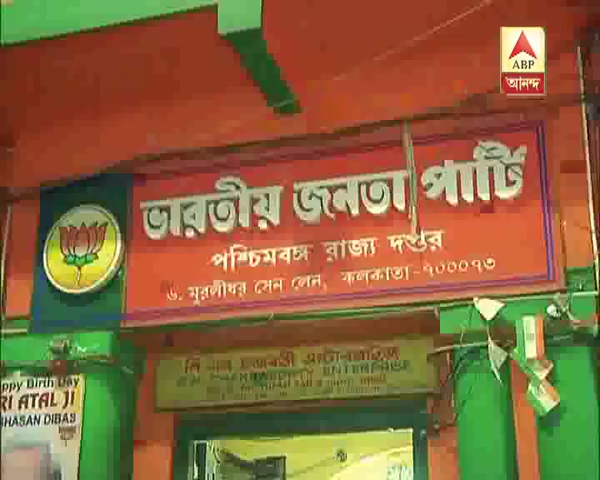 ABP
আনন্দ
ভারতীয় জনতা পার্টি
পশ্চিমবঙ্গ রাজ্য দপ্তর
৬, মুরলীধর সেন লেন, কলকাতা-৭০০০৭৩
ENTERPRISE
ppy Birth Day
RI ATAL JI
HASAN DIBAS